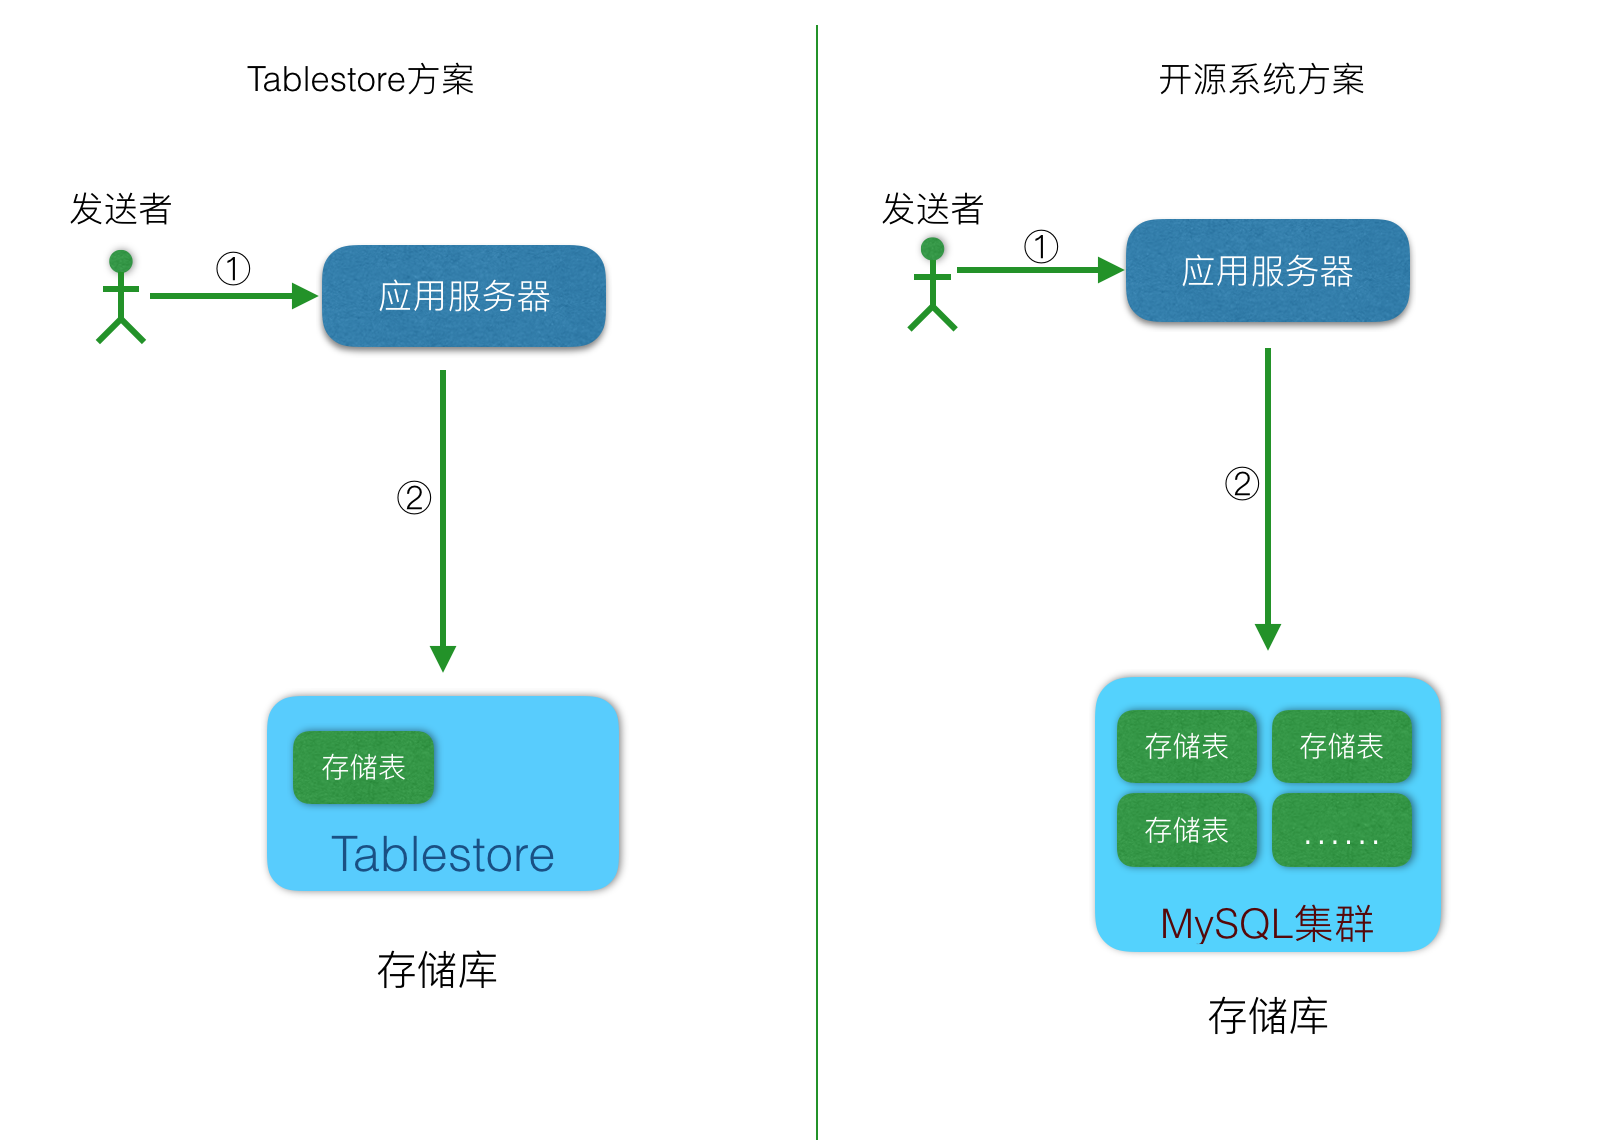 Tablestore方案
发送者
①
应用服务器
②
存储表
Tablestore
存储库
开源系统方案
发送者
①
应用服务器
②
存储表
存储表
存储表
......
MySQL集群
存储库